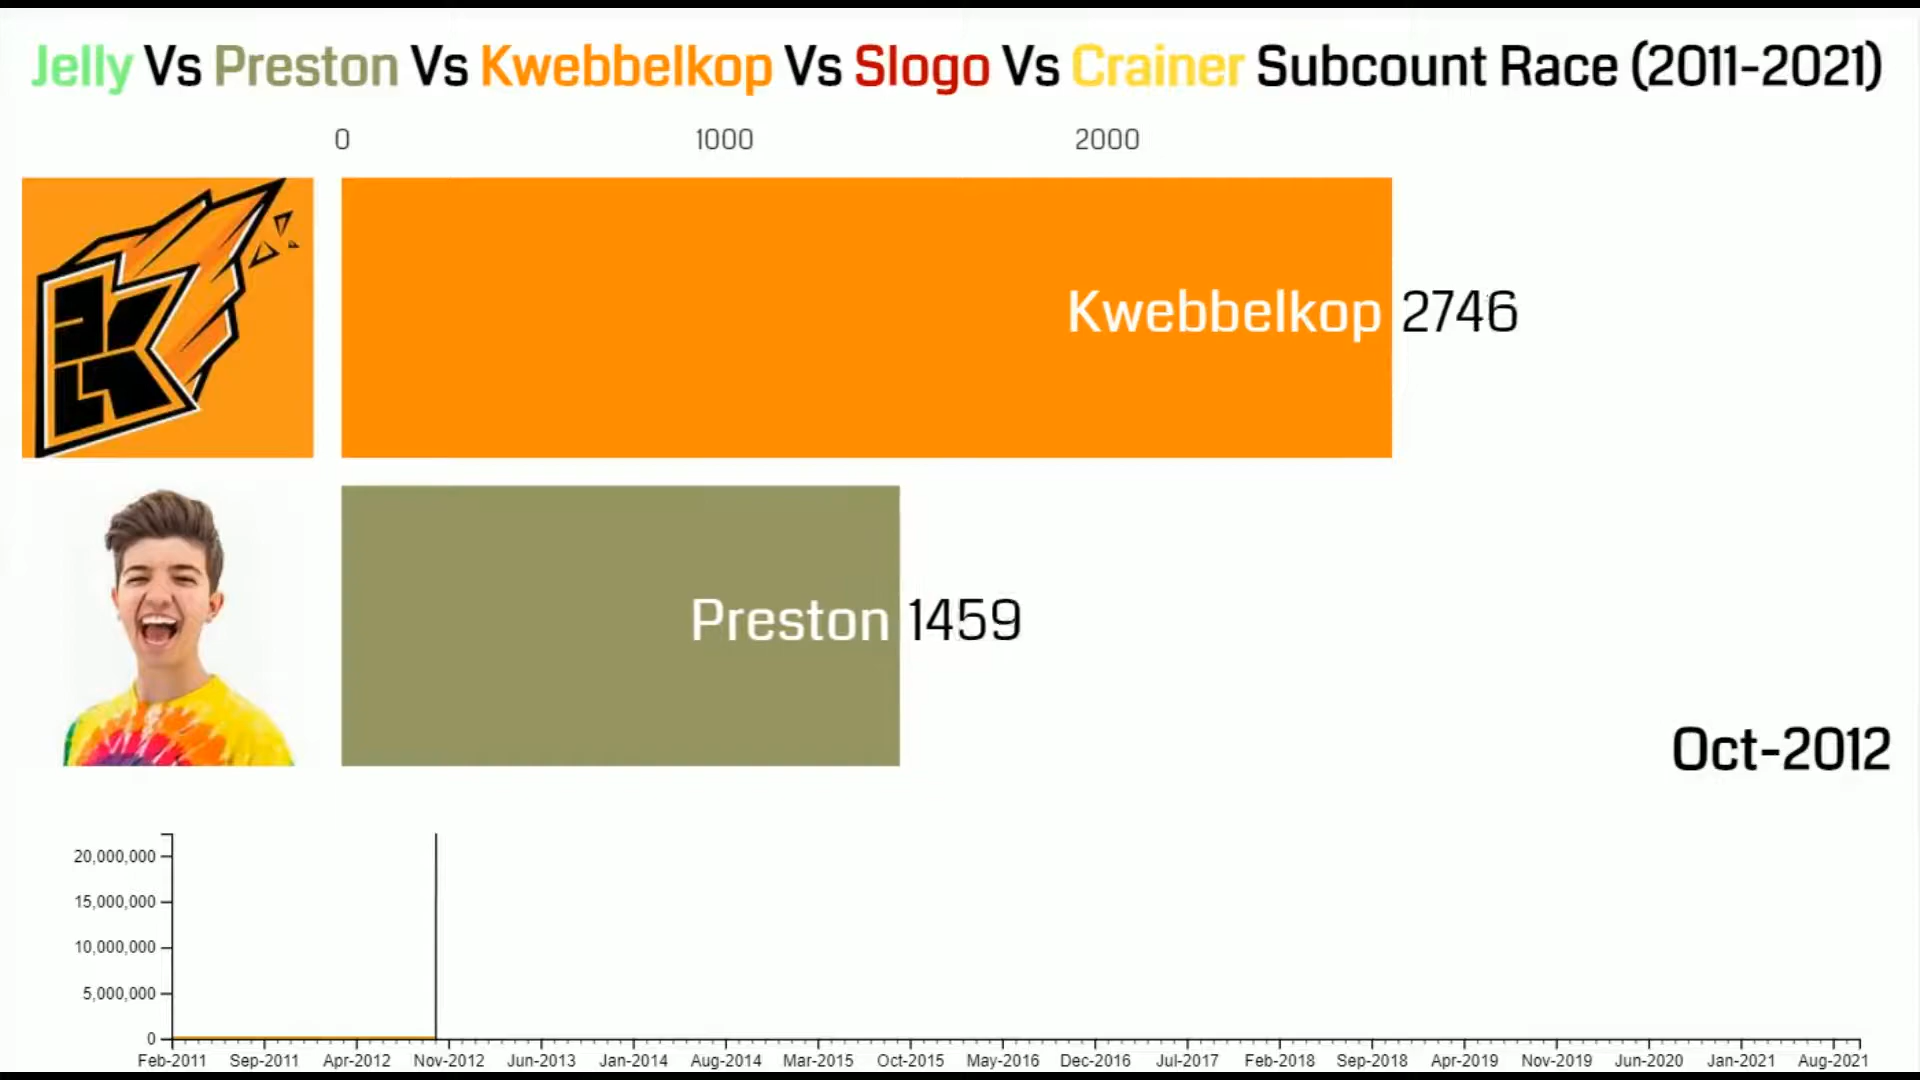 Jelly Vs Preston Vs Kwebbelkop Vs Slogo Vs Crainer Subcount Race (2011-2021)
0 1000 2000
Kwebbelkop 2746
Preston 1459
Oct-2012
20,000,000
15,000,000
10,000,000
5,000,000
0
Feb-2011 Sep-2011 Apr-2012 Nov-2012 Jun-2013 Jan-2014 Aug-2014 Mar-2015 Oct-2015 May-2016 Dec-2016 Jul-2017 Feb-2018 Sep-2018 Apr-2019 Nov-2019 Jun-2020 Jan-2021 Aug-2021